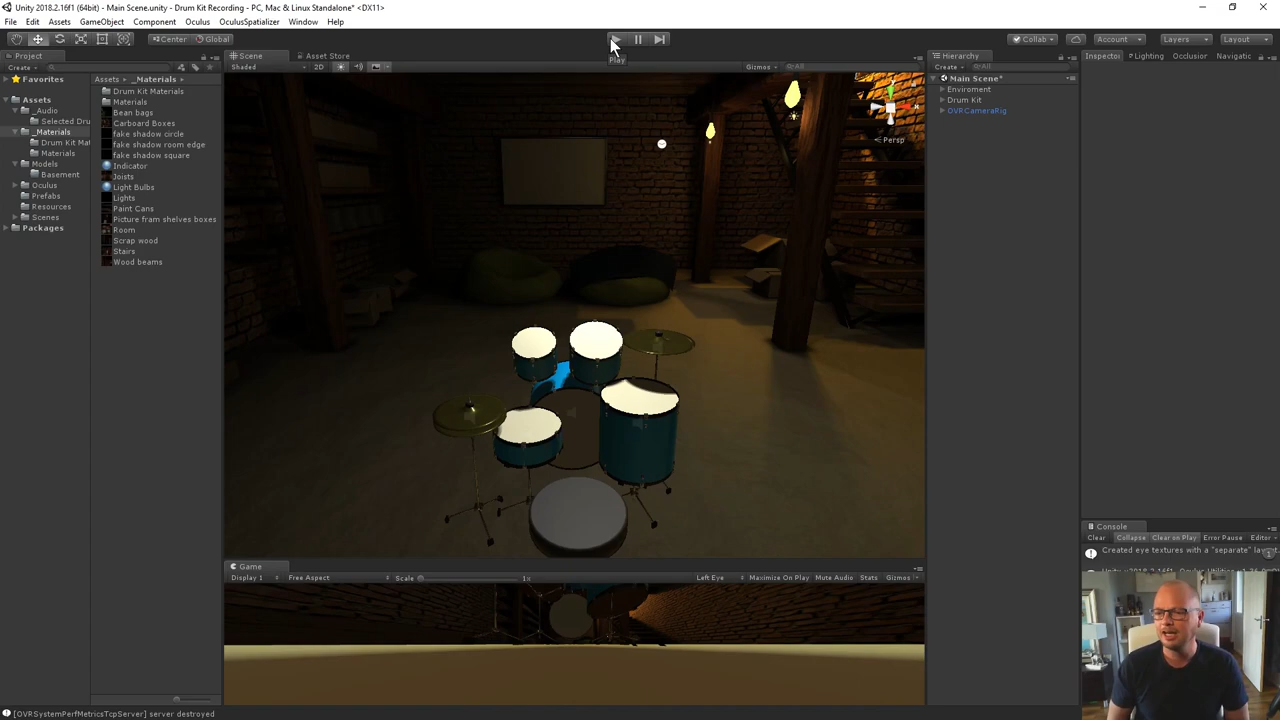 Unity 2018.2.16f1 (64bit) - Main Scene.unity - Drum Kit Recording - PC, Mac & Linux Standalone* <DX11>
File Edit Assets GameObject Component Oculus OculusSpatializer Window Help
Center Global Collab Account Layers Layout
Play
Project
Create
Favorites
Assets
_Audio
Selected Dru
_Materials
Drum Kit Mat
Materials
Models
Basement
Oculus
Prefabs
Resources
Scenes
Packages
Assets _Materials
Drum Kit Materials
Materials
Bean bags
Carboard Boxes
fake shadow circle
fake shadow room edge
fake shadow square
Indicator
Joists
Light Bulbs
Lights
Paint Cans
Picture fram shelves boxes
Room
Scrap wood
Stairs
Wood beams
Scene Asset Store
Shaded 2D Gizmos All
Persp
Game
Display 1 Free Aspect Scale 1x Left Eye Maximize On Play Mute Audio Stats Gizmos
Hierarchy
Create All
Main Scene*
Enviroment
Drum Kit
OVRCameraRig
Inspector Lighting Occlusior Navigatic
Console
Clear Collapse Clear on Play Error Pause Editor
Created eye textures with a "separate" lay 1
[OVRSystemPerfMetricsTcpServer] server destroyed